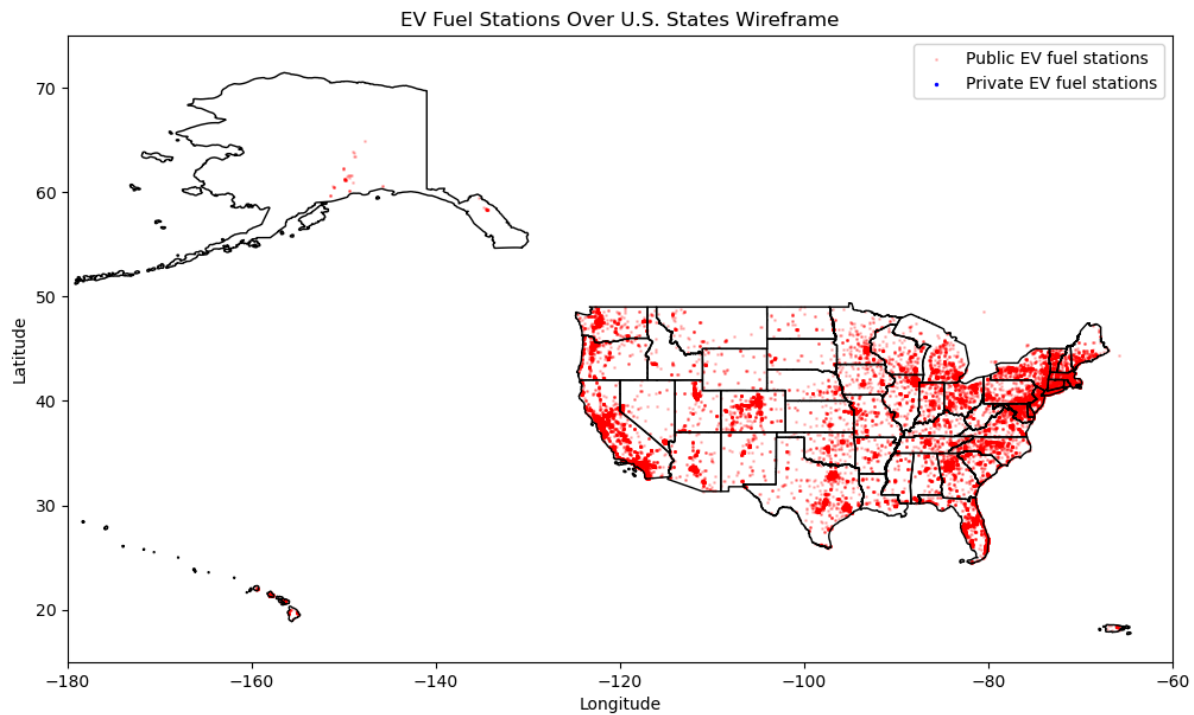 EV Fuel Stations Over U.S. States Wireframe
Public EV fuel stations
Private EV fuel stations
70
60
50
40
30
20
Latitude
−180
−160
−140
−120
−100
−80
−60
Longitude